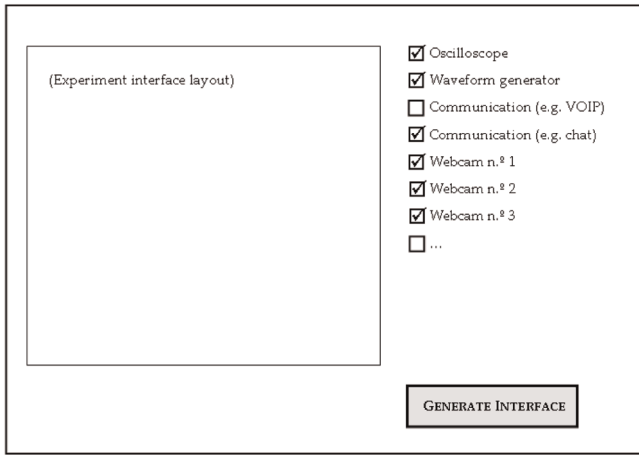 (Experiment interface layout)
Oscilloscope
Waveform generator
Communication (e.g. VOIP)
Communication (e.g. chat)
Webcam n.º 1
Webcam n.º 2
Webcam n.º 3
...
GENERATE INTERFACE